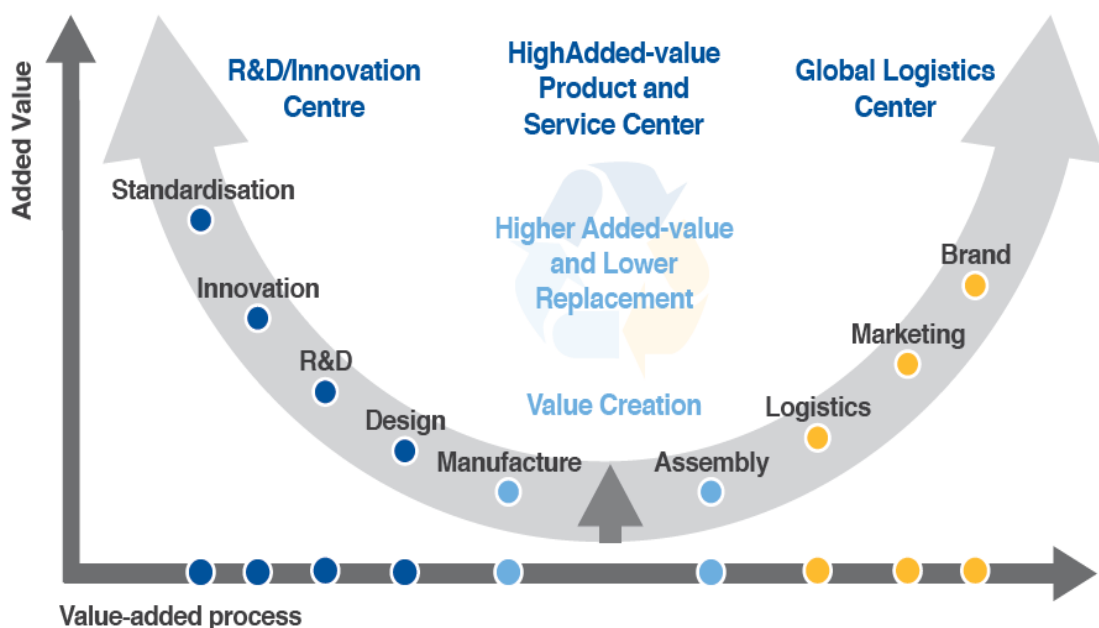 Added Value
R&D/Innovation
Centre
HighAdded-value
Product and
Service Center
Global Logistics
Center
Standardisation
Innovation
R&D
Design
Manufacture
Higher Added-value
and Lower
Replacement
Value Creation
Assembly
Logistics
Marketing
Brand
Value-added process